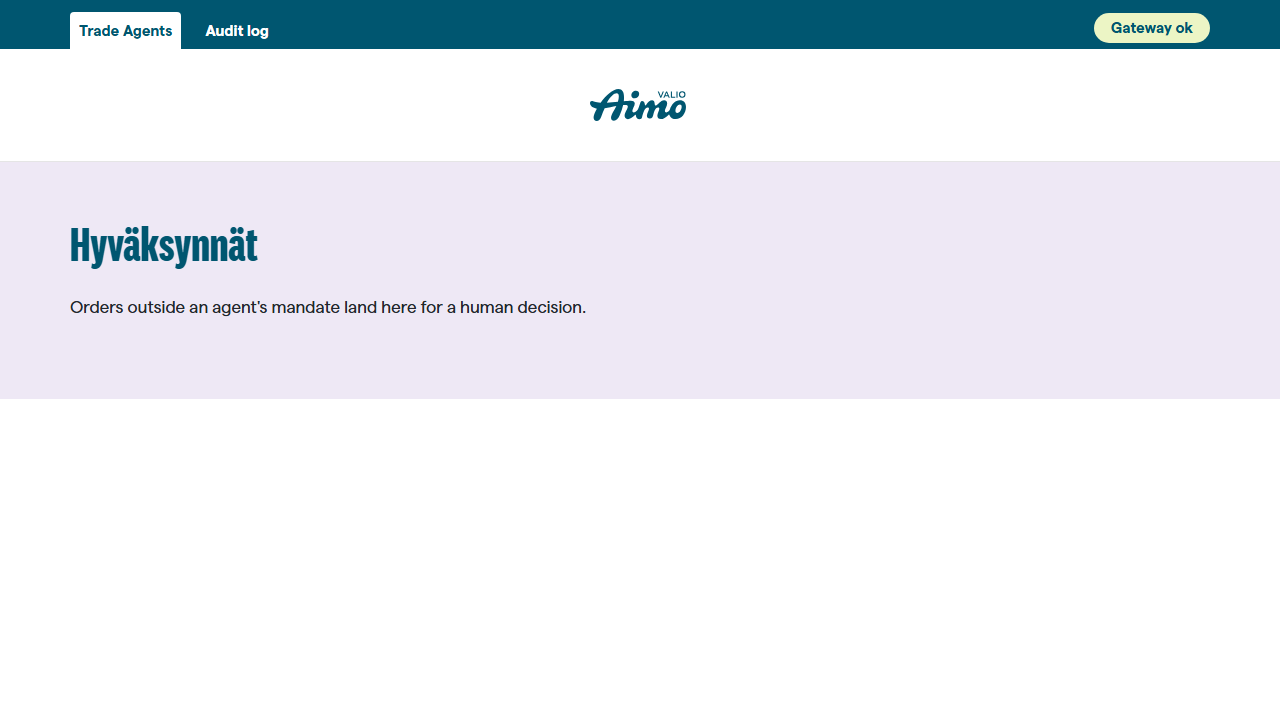 Trade Agents
Audit log
Gateway ok
VALIO
Aimo
Hyväksynnät
Orders outside an agent's mandate land here for a human decision.